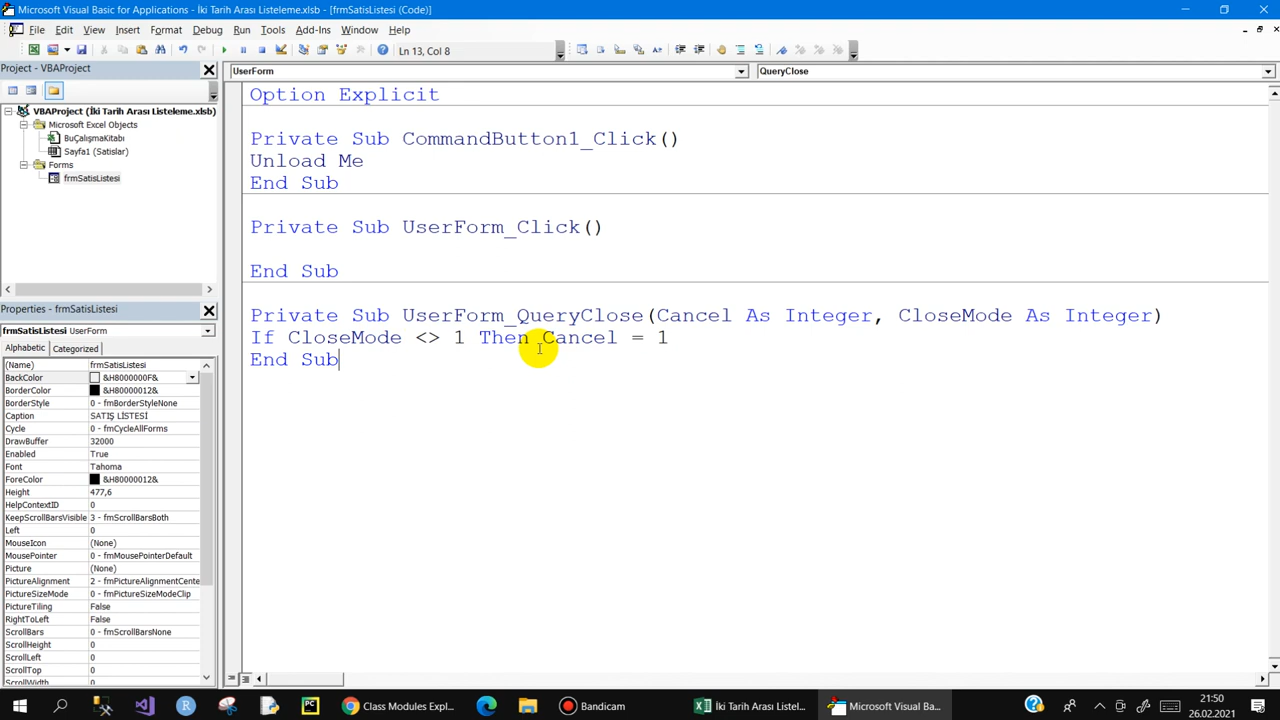 Microsoft Visual Basic for Applications - İki Tarih Arası Listeleme.xlsb - [frmSatisListesi (Code)]
File Edit View Insert Format Debug Run Tools Add-Ins Window Help
Ln 13, Col 8
Project - VBAProject
UserForm
QueryClose
VBAProject (İki Tarih Arası Listeleme.xlsb)
Microsoft Excel Objects
BuÇalışmaKitabı
Sayfa1 (Satislar)
Forms
frmSatisListesi
Option Explicit
Private Sub CommandButton1_Click()
Unload Me
End Sub
Private Sub UserForm_Click()
End Sub
Private Sub UserForm_QueryClose(Cancel As Integer, CloseMode As Integer)
If CloseMode <> 1 Then Cancel = 1
End Sub
Properties - frmSatisListesi
frmSatisListesi UserForm
Alphabetic Categorized
(Name) frmSatisListesi
BackColor &H8000000F&
BorderColor &H80000012&
BorderStyle 0 - fmBorderStyleNone
Caption SATIŞ LİSTESİ
Cycle 0 - fmCycleAllForms
DrawBuffer 32000
Enabled True
Font Tahoma
ForeColor &H80000012&
Height 477,6
HelpContextID 0
KeepScrollBarsVisible 3 - fmScrollBarsBoth
Left 0
MouseIcon (None)
MousePointer 0 - fmMousePointerDefault
Picture (None)
PictureAlignment 2 - fmPictureAlignmentCente
PictureSizeMode 0 - fmPictureSizeModeClip
PictureTiling False
RightToLeft False
ScrollBars 0 - fmScrollBarsNone
ScrollHeight 0
ScrollLeft 0
ScrollTop 0
ScrollWidth 0
Class Modules Expl...
Bandicam
İki Tarih Arası Listele...
Microsoft Visual Ba...
21:50
26.02.2021